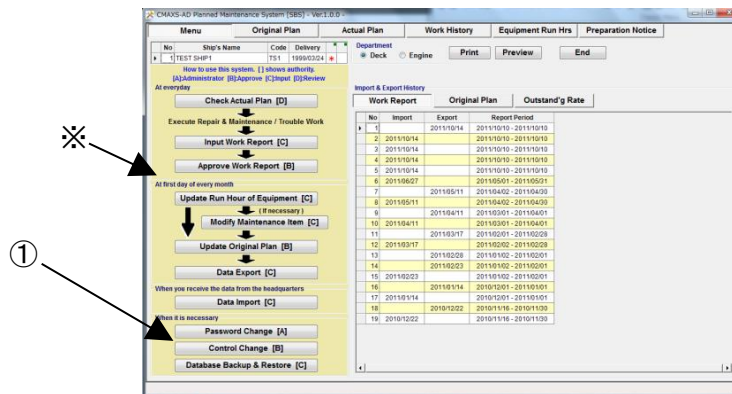 CMAXS-AD Planned Maintenance System [SBS] - Ver:1.0.0 -
Menu Original Plan Actual Plan Work History Equipment Run Hrs Preparation Notice
No Ship's Name Code Delivery * *
1 TEST SHIP1 TS1 1999/03/24 *
Department
Deck Engine Print Preview End
How to use this system. [ ] shows authority.
[A]:Administrator [B]:Approve [C]:Input [D]:Review
At everyday
Check Actual Plan [D]
Execute Repair & Maintenance / Trouble Work
Input Work Report [C]
Approve Work Report [B]
※
At first day of every month
Update Run Hour of Equipment [C]
( If necessary )
Modify Maintenance Item [C]
Update Original Plan [B]
Data Export [C]
①
When you receive the data from the headquarters
Data Import [C]
When it is necessary
Password Change [A]
Control Change [B]
Database Backup & Restore [C]
Import & Export History
Work Report Original Plan Outstand'g Rate
No Import Export Report Period
1 2011/10/14 2011/10/10 - 2011/10/10
2 2011/10/14 2011/10/10 - 2011/10/10
3 2011/10/14 2011/10/10 - 2011/10/10
4 2011/10/14 2011/10/10 - 2011/10/10
5 2011/10/14 2011/10/10 - 2011/10/10
6 2011/06/27 2011/05/01 - 2011/05/31
7 2011/05/11 2011/04/02 - 2011/04/30
8 2011/05/11 2011/04/02 - 2011/04/30
9 2011/04/11 2011/03/01 - 2011/04/01
10 2011/04/11 2011/03/01 - 2011/04/01
11 2011/03/17 2011/02/01 - 2011/02/28
12 2011/03/17 2011/02/02 - 2011/02/28
13 2011/02/28 2011/01/02 - 2011/02/01
14 2011/02/23 2011/01/02 - 2011/02/01
15 2011/02/23 2011/01/02 - 2011/02/01
16 2011/01/14 2010/12/01 - 2011/01/01
17 2011/01/14 2010/12/01 - 2011/01/01
18 2010/12/22 2010/11/16 - 2010/11/30
19 2010/12/22 2010/11/16 - 2010/11/30